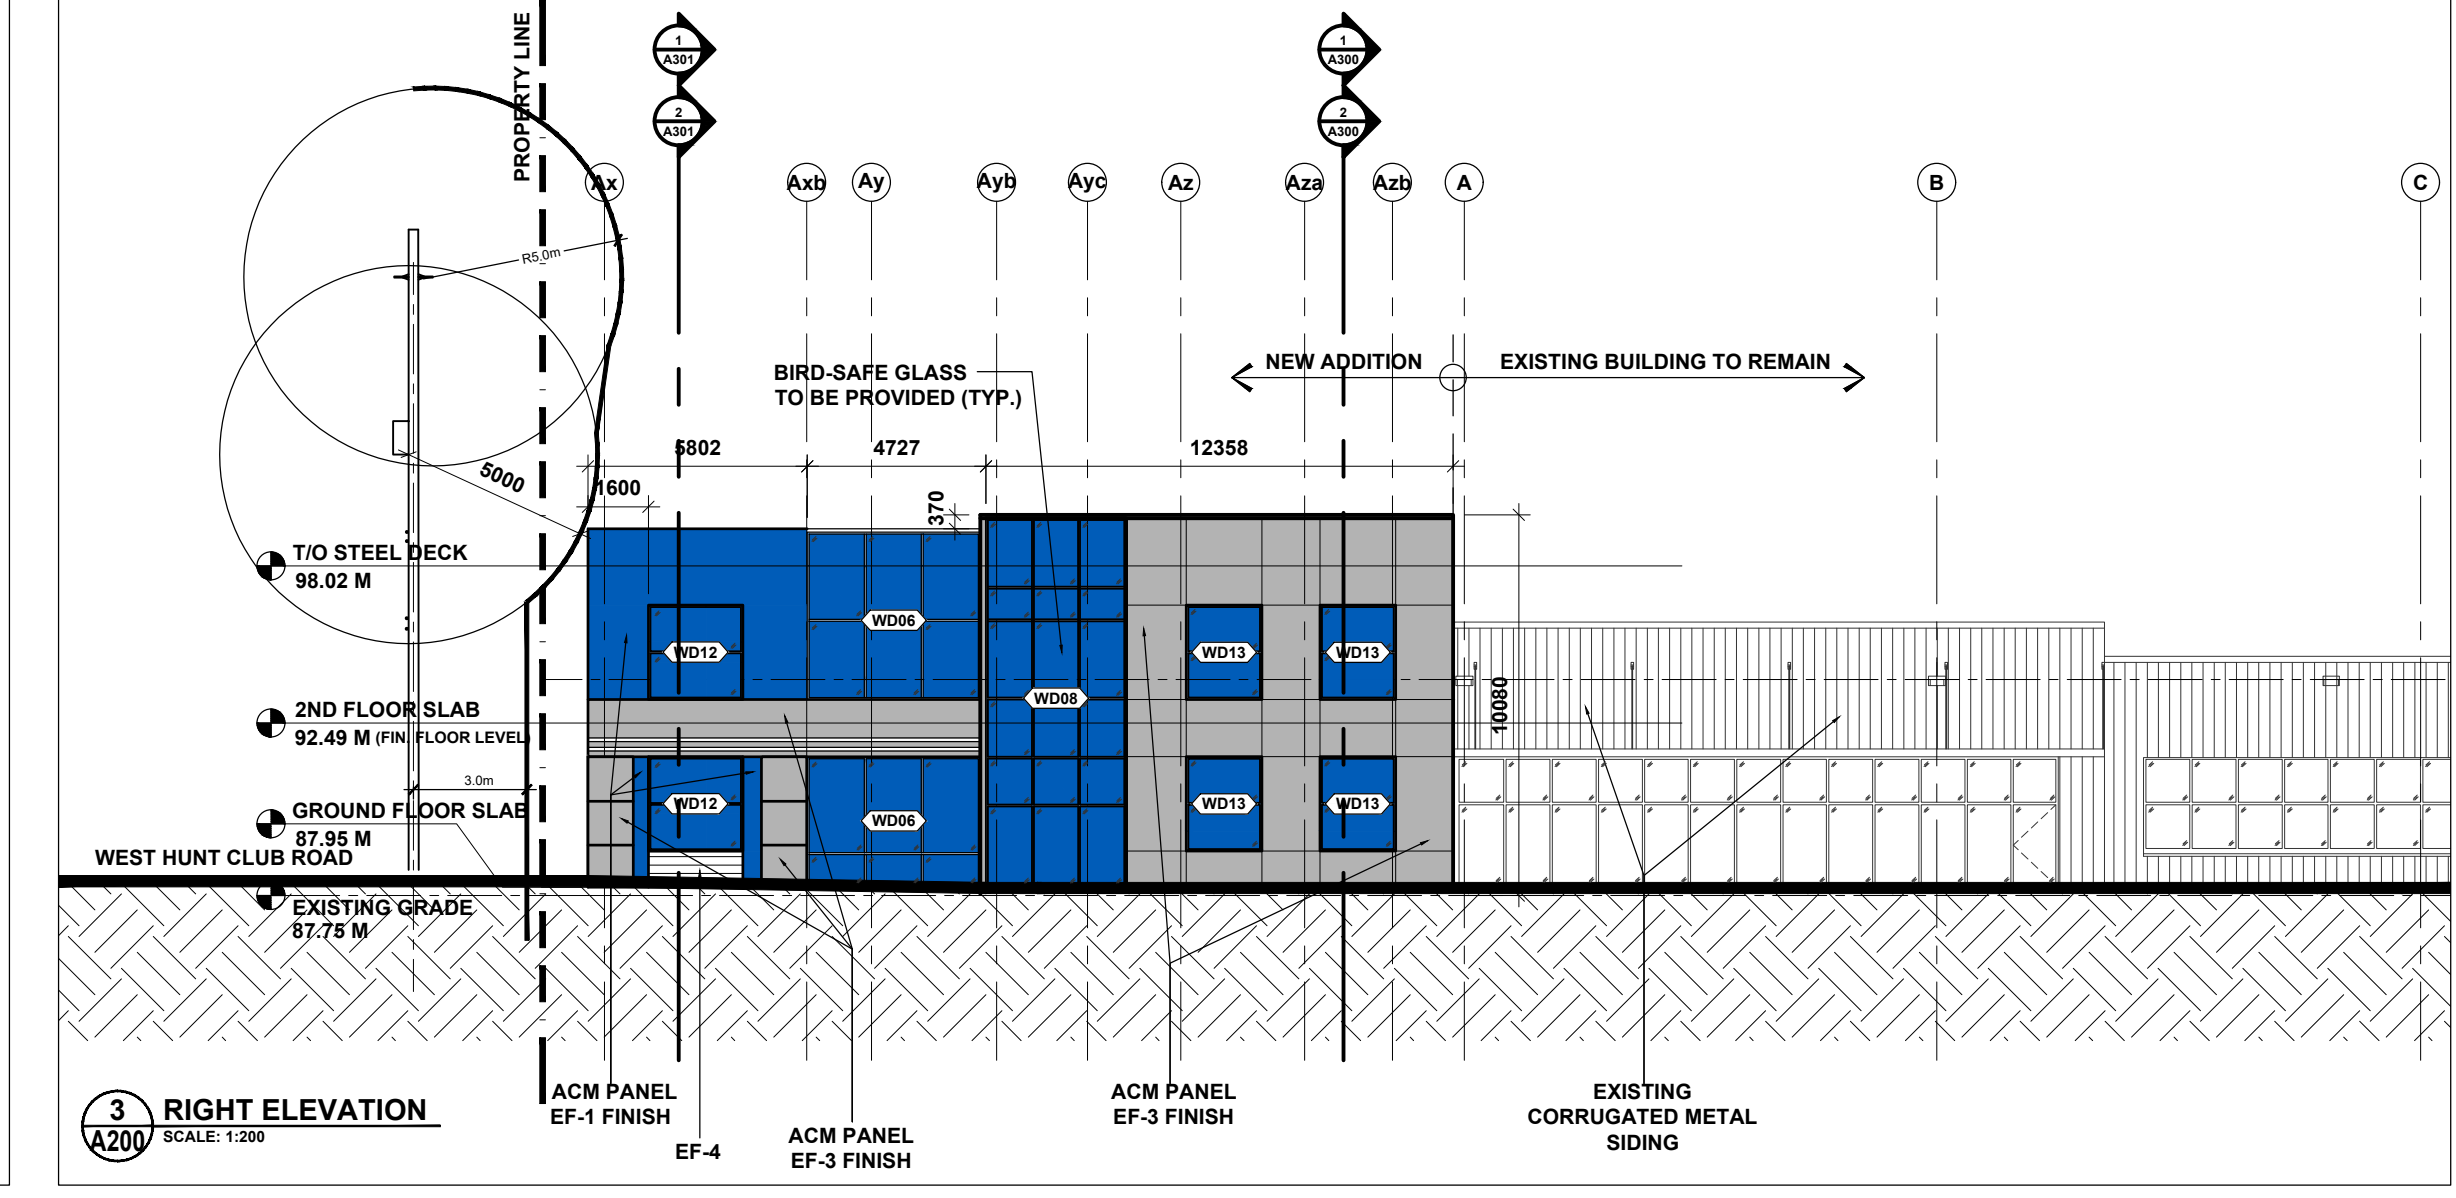 PROPERTY LINE
1
A301
2
A301
1
A300
2
A300
Ax
Axb
Ay
Ayb
Ayc
Az
Aza
Azb
A
B
C
R5.0m
NEW ADDITION
EXISTING BUILDING TO REMAIN
BIRD-SAFE GLASS
TO BE PROVIDED (TYP.)
5802
4727
12358
5000
1600
370
T/O STEEL DECK
98.02 M
WD12
WD06
WD08
WD13
WD13
10080
2ND FLOOR SLAB
92.49 M (FIN. FLOOR LEVEL)
3.0m
WD12
WD06
WD13
WD13
GROUND FLOOR SLAB
87.95 M
WEST HUNT CLUB ROAD
EXISTING GRADE
87.75 M
ACM PANEL
EF-1 FINISH
EF-4
ACM PANEL
EF-3 FINISH
ACM PANEL
EF-3 FINISH
EXISTING
CORRUGATED METAL
SIDING
3
A200
RIGHT ELEVATION
SCALE: 1:200